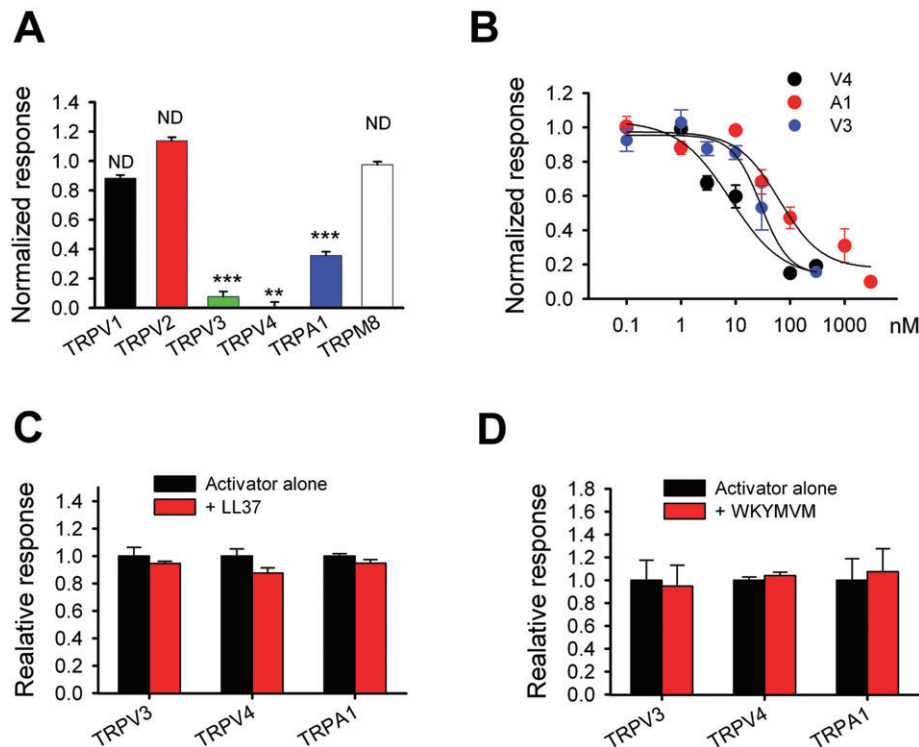 A
Normalized response
1.4
1.2
1.0
0.8
0.6
0.4
0.2
0.0
ND
ND
***
**
***
ND
TRPV1
TRPV2
TRPV3
TRPV4
TRPA1
TRPM8
B
Normalized response
1.2
1.0
0.8
0.6
0.4
0.2
0.0
V4
A1
V3
0.1
1
10
100
1000
nM
C
Realative response
1.4
1.2
1.0
0.8
0.6
0.4
0.2
0.0
Activator alone
+ LL37
TRPV3
TRPV4
TRPA1
D
Realative response
1.8
1.6
1.4
1.2
1.0
0.8
0.6
0.4
0.2
0.0
Activator alone
+ WKYMVM
TRPV3
TRPV4
TRPA1